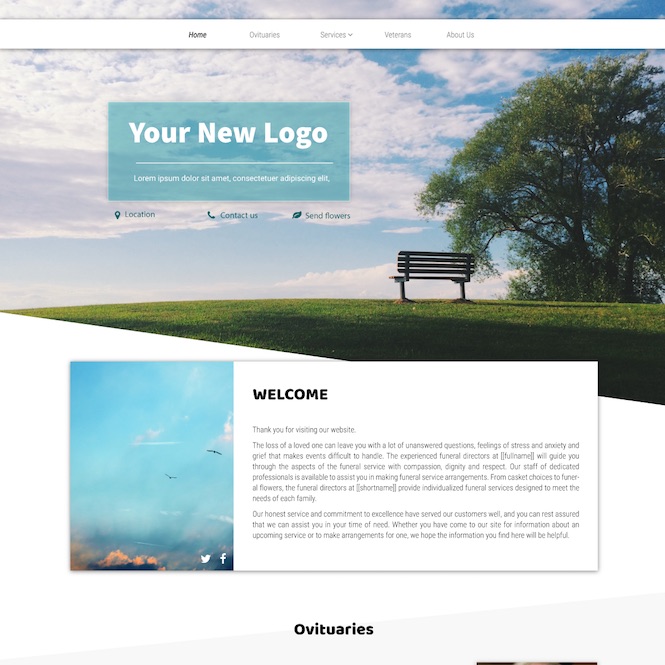 Home Ovituaries Services Veterans About Us
Your New Logo
Lorem ipsum dolor sit amet, consectetuer adipiscing elit,
Location Contact us Send flowers
WELCOME
Thank you for visiting our website.
The loss of a loved one can leave you with a lot of unanswered questions, feelings of stress and anxiety and
grief that makes events difficult to handle. The experienced funeral directors at [[fullname]] will guide you
through the aspects of the funeral service with compassion, dignity and respect. Our staff of dedicated
professionals is available to assist you in making funeral service arrangements. From casket choices to funer-
al flowers, the funeral directors at [[shortname]] provide individualized funeral services designed to meet the
needs of each family.
Our honest service and commitment to excellence have served our customers well, and you can rest assured
that we can assist you in your time of need. Whether you have come to our site for information about an
upcoming service or to make arrangements for one, we hope the information you find here will be helpful.
Ovituaries